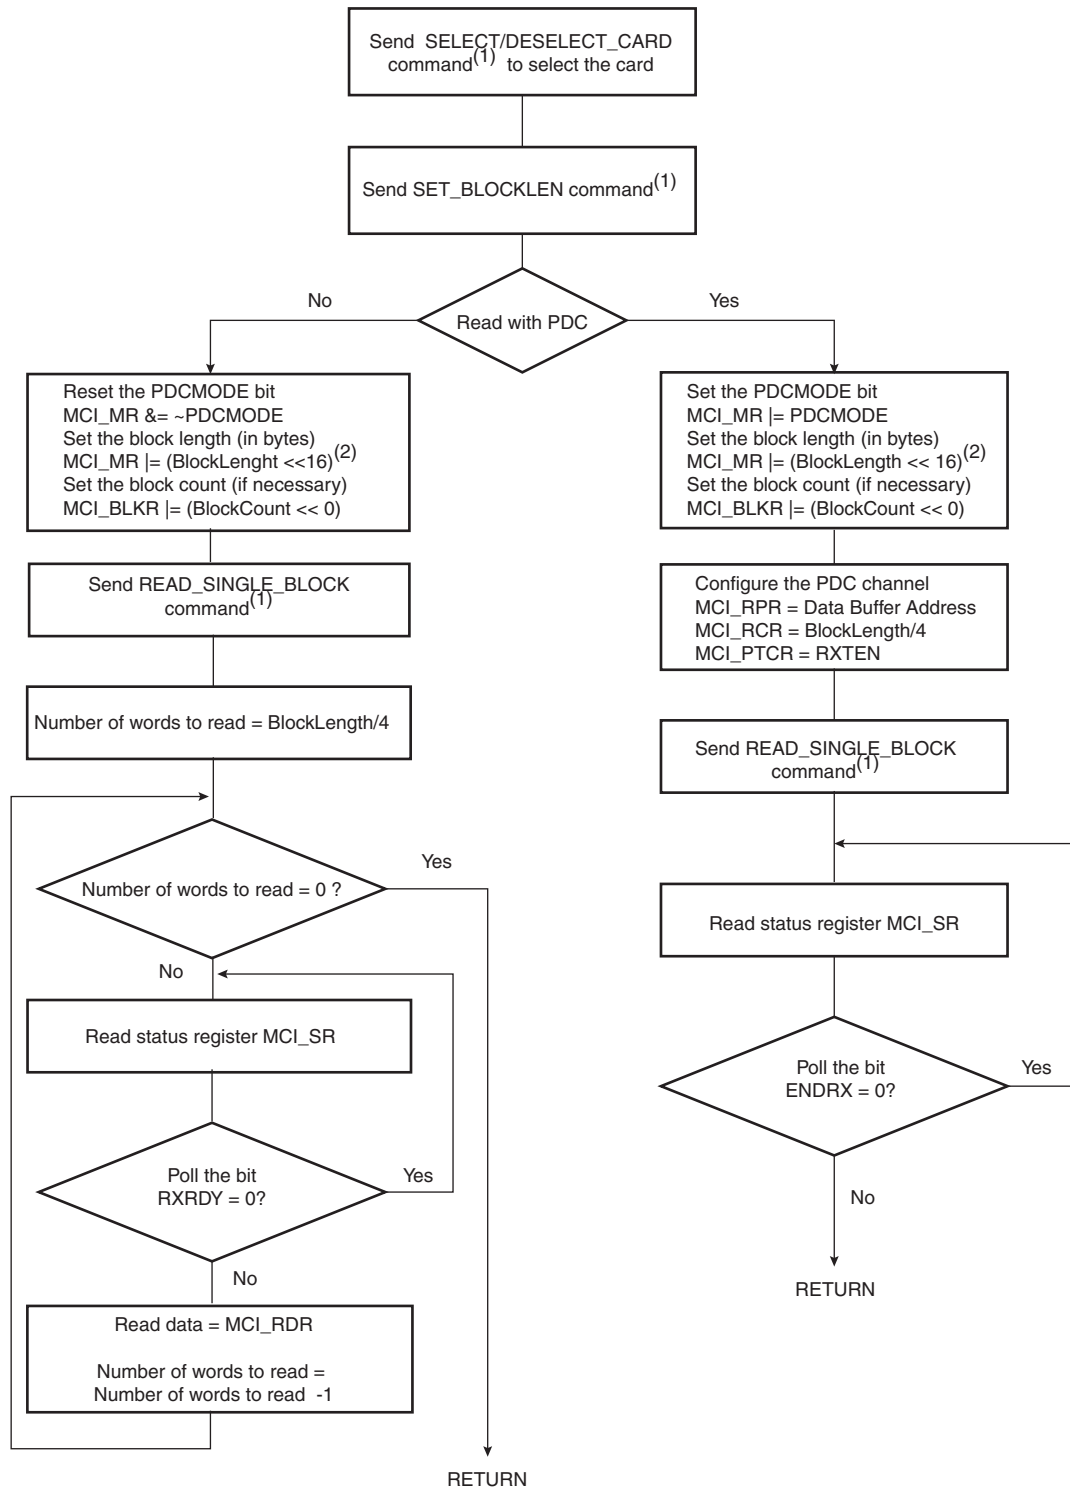 Send SELECT/DESELECT_CARD
command(1) to select the card
Send SET_BLOCKLEN command(1)
No
Yes
Read with PDC
Reset the PDCMODE bit
MCI_MR &= ~PDCMODE
Set the block length (in bytes)
MCI_MR |= (BlockLenght <<16)(2)
Set the block count (if necessary)
MCI_BLKR |= (BlockCount << 0)
Send READ_SINGLE_BLOCK
command(1)
Number of words to read = BlockLength/4
Number of words to read = 0 ?
Yes
No
Read status register MCI_SR
Poll the bit
RXRDY = 0?
Yes
No
Read data = MCI_RDR
Number of words to read =
Number of words to read -1
RETURN
Set the PDCMODE bit
MCI_MR |= PDCMODE
Set the block length (in bytes)
MCI_MR |= (BlockLength << 16)(2)
Set the block count (if necessary)
MCI_BLKR |= (BlockCount << 0)
Configure the PDC channel
MCI_RPR = Data Buffer Address
MCI_RCR = BlockLength/4
MCI_PTCR = RXTEN
Send READ_SINGLE_BLOCK
command(1)
Read status register MCI_SR
Poll the bit
ENDRX = 0?
Yes
No
RETURN